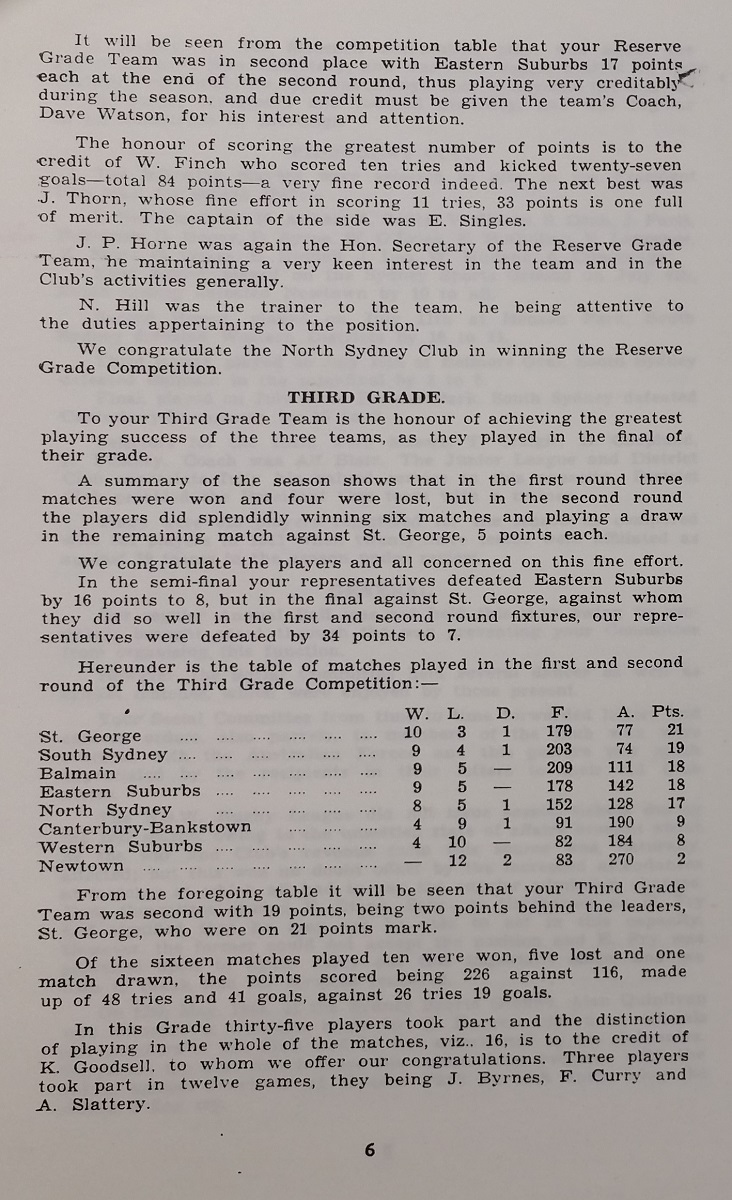 It will be seen from the competition table that your Reserve
Grade Team was in second place with Eastern Suburbs 17 points
each at the end of the second round, thus playing very creditably
during the season, and due credit must be given the team's Coach,
Dave Watson, for his interest and attention.
The honour of scoring the greatest number of points is to the
credit of W. Finch who scored ten tries and kicked twenty-seven
goals—total 84 points—a very fine record indeed. The next best was
J. Thorn, whose fine effort in scoring 11 tries, 33 points is one full
of merit. The captain of the side was E. Singles.
J. P. Horne was again the Hon. Secretary of the Reserve Grade
Team, he maintaining a very keen interest in the team and in the
Club's activities generally.
N. Hill was the trainer to the team, he being attentive to
the duties appertaining to the position.
We congratulate the North Sydney Club in winning the Reserve
Grade Competition.
THIRD GRADE.
To your Third Grade Team is the honour of achieving the greatest
playing success of the three teams, as they played in the final of
their grade.
A summary of the season shows that in the first round three
matches were won and four were lost, but in the second round
the players did splendidly winning six matches and playing a draw
in the remaining match against St. George, 5 points each.
We congratulate the players and all concerned on this fine effort.
In the semi-final your representatives defeated Eastern Suburbs
by 16 points to 8, but in the final against St. George, against whom
they did so well in the first and second round fixtures, our repre-
sentatives were defeated by 34 points to 7.
Hereunder is the table of matches played in the first and second
round of the Third Grade Competition:—
W. L. D. F. A. Pts.
St. George .... .... .... .... .... 10 3 1 179 77 21
South Sydney .... .... .... .... .... 9 4 1 203 74 19
Balmain .... .... .... .... .... .... 9 5 — 209 111 18
Eastern Suburbs .... .... .... .... 9 5 — 178 142 18
North Sydney .... .... .... .... 8 5 1 152 128 17
Canterbury-Bankstown .... .... .... 4 9 1 91 190 9
Western Suburbs .... .... .... .... 4 10 — 82 184 8
Newtown .... .... .... .... .... .... — 12 2 83 270 2
From the foregoing table it will be seen that your Third Grade
Team was second with 19 points, being two points behind the leaders,
St. George, who were on 21 points mark.
Of the sixteen matches played ten were won, five lost and one
match drawn, the points scored being 226 against 116, made
up of 48 tries and 41 goals, against 26 tries 19 goals.
In this Grade thirty-five players took part and the distinction
of playing in the whole of the matches, viz.. 16, is to the credit of
K. Goodsell, to whom we offer our congratulations. Three players
took part in twelve games, they being J. Byrnes, F. Curry and
A. Slattery.
6